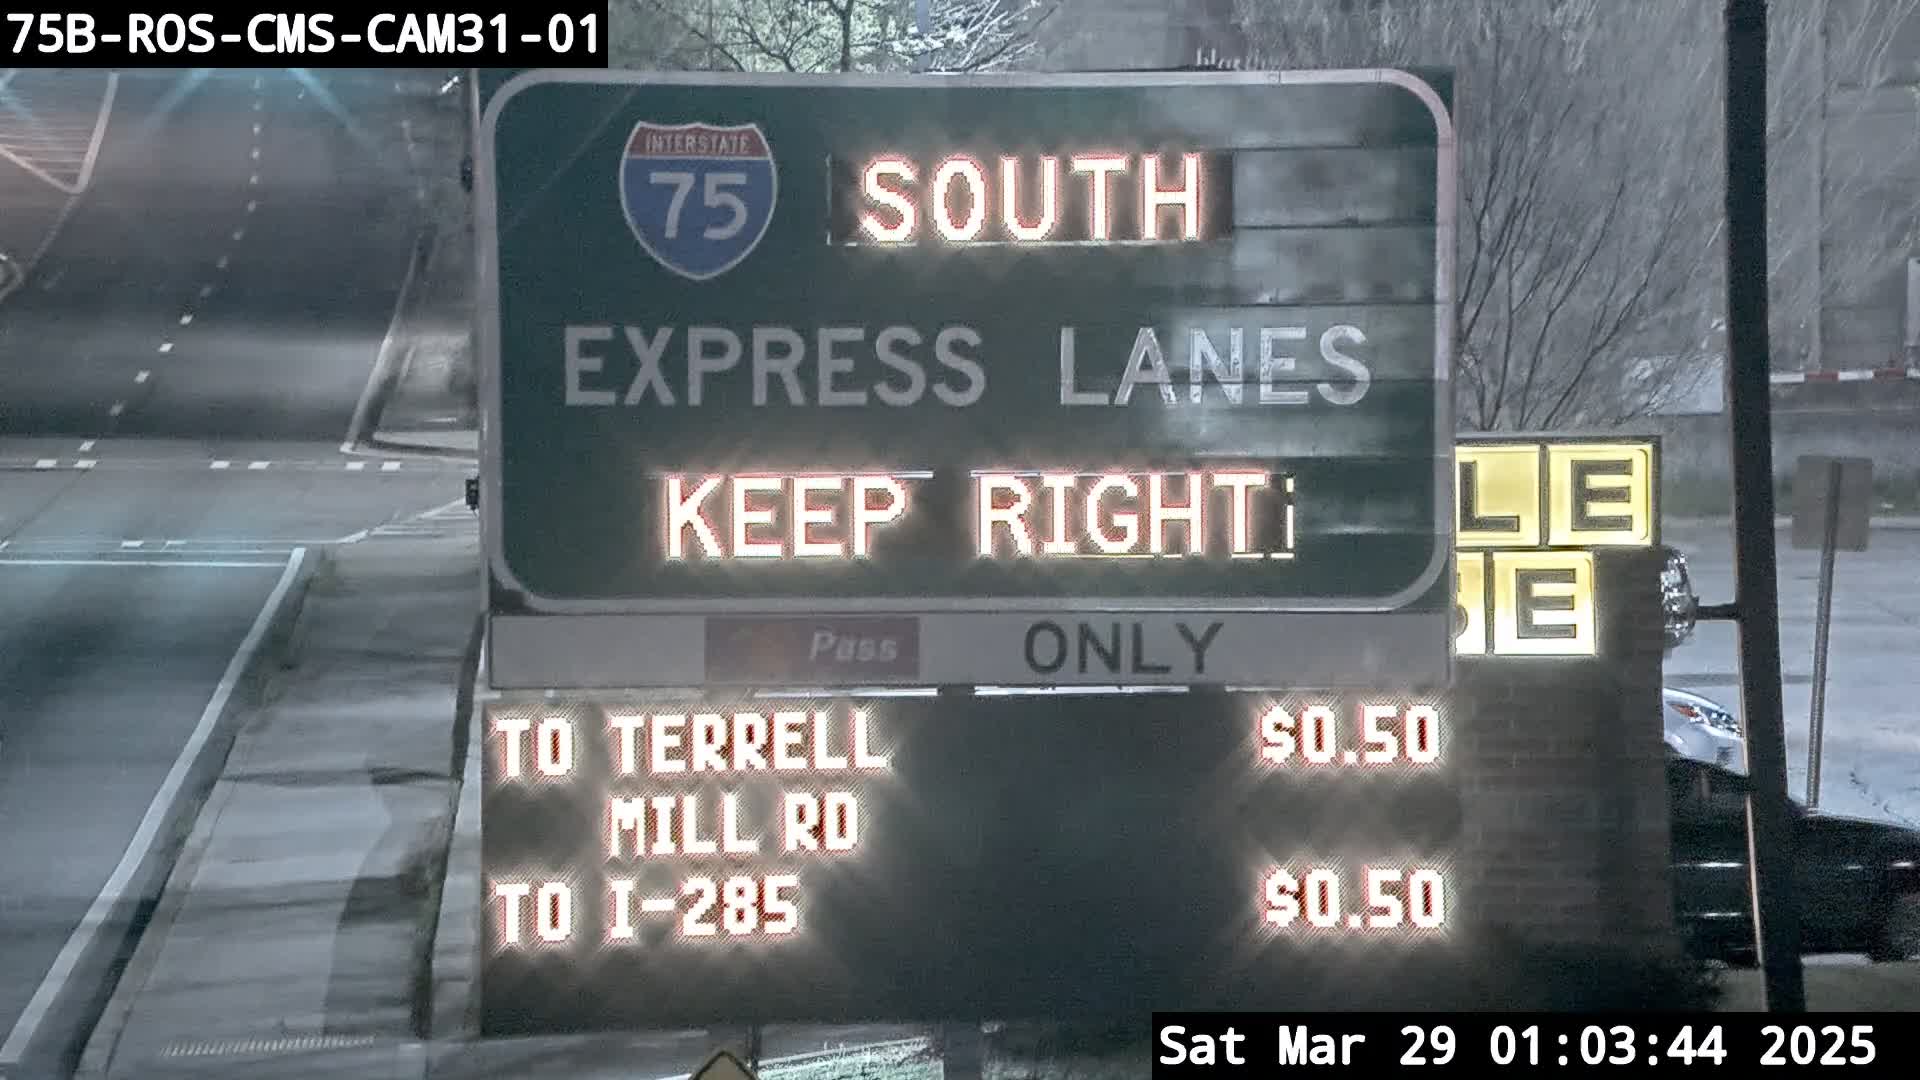 75B-ROS-CMS-CAM31-01
INTERSTATE
75
SOUTH
EXPRESS LANES
KEEP RIGHT
Pass ONLY
TO TERRELL $0.50
MILL RD
TO I-285 $0.50
LE
E
Sat Mar 29 01:03:44 2025